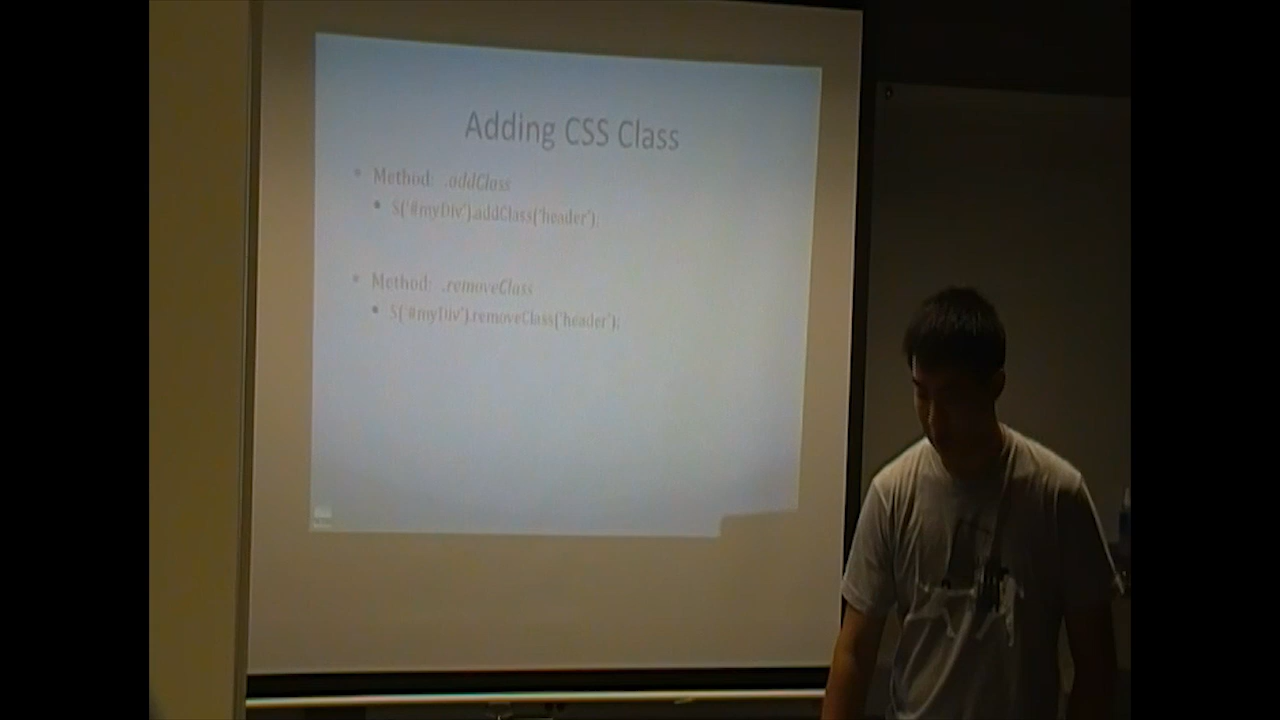 Adding CSS Class
• Method: .addClass
• $('#myDiv').addClass('header');
• Method: .removeClass
• $('#myDiv').removeClass('header');